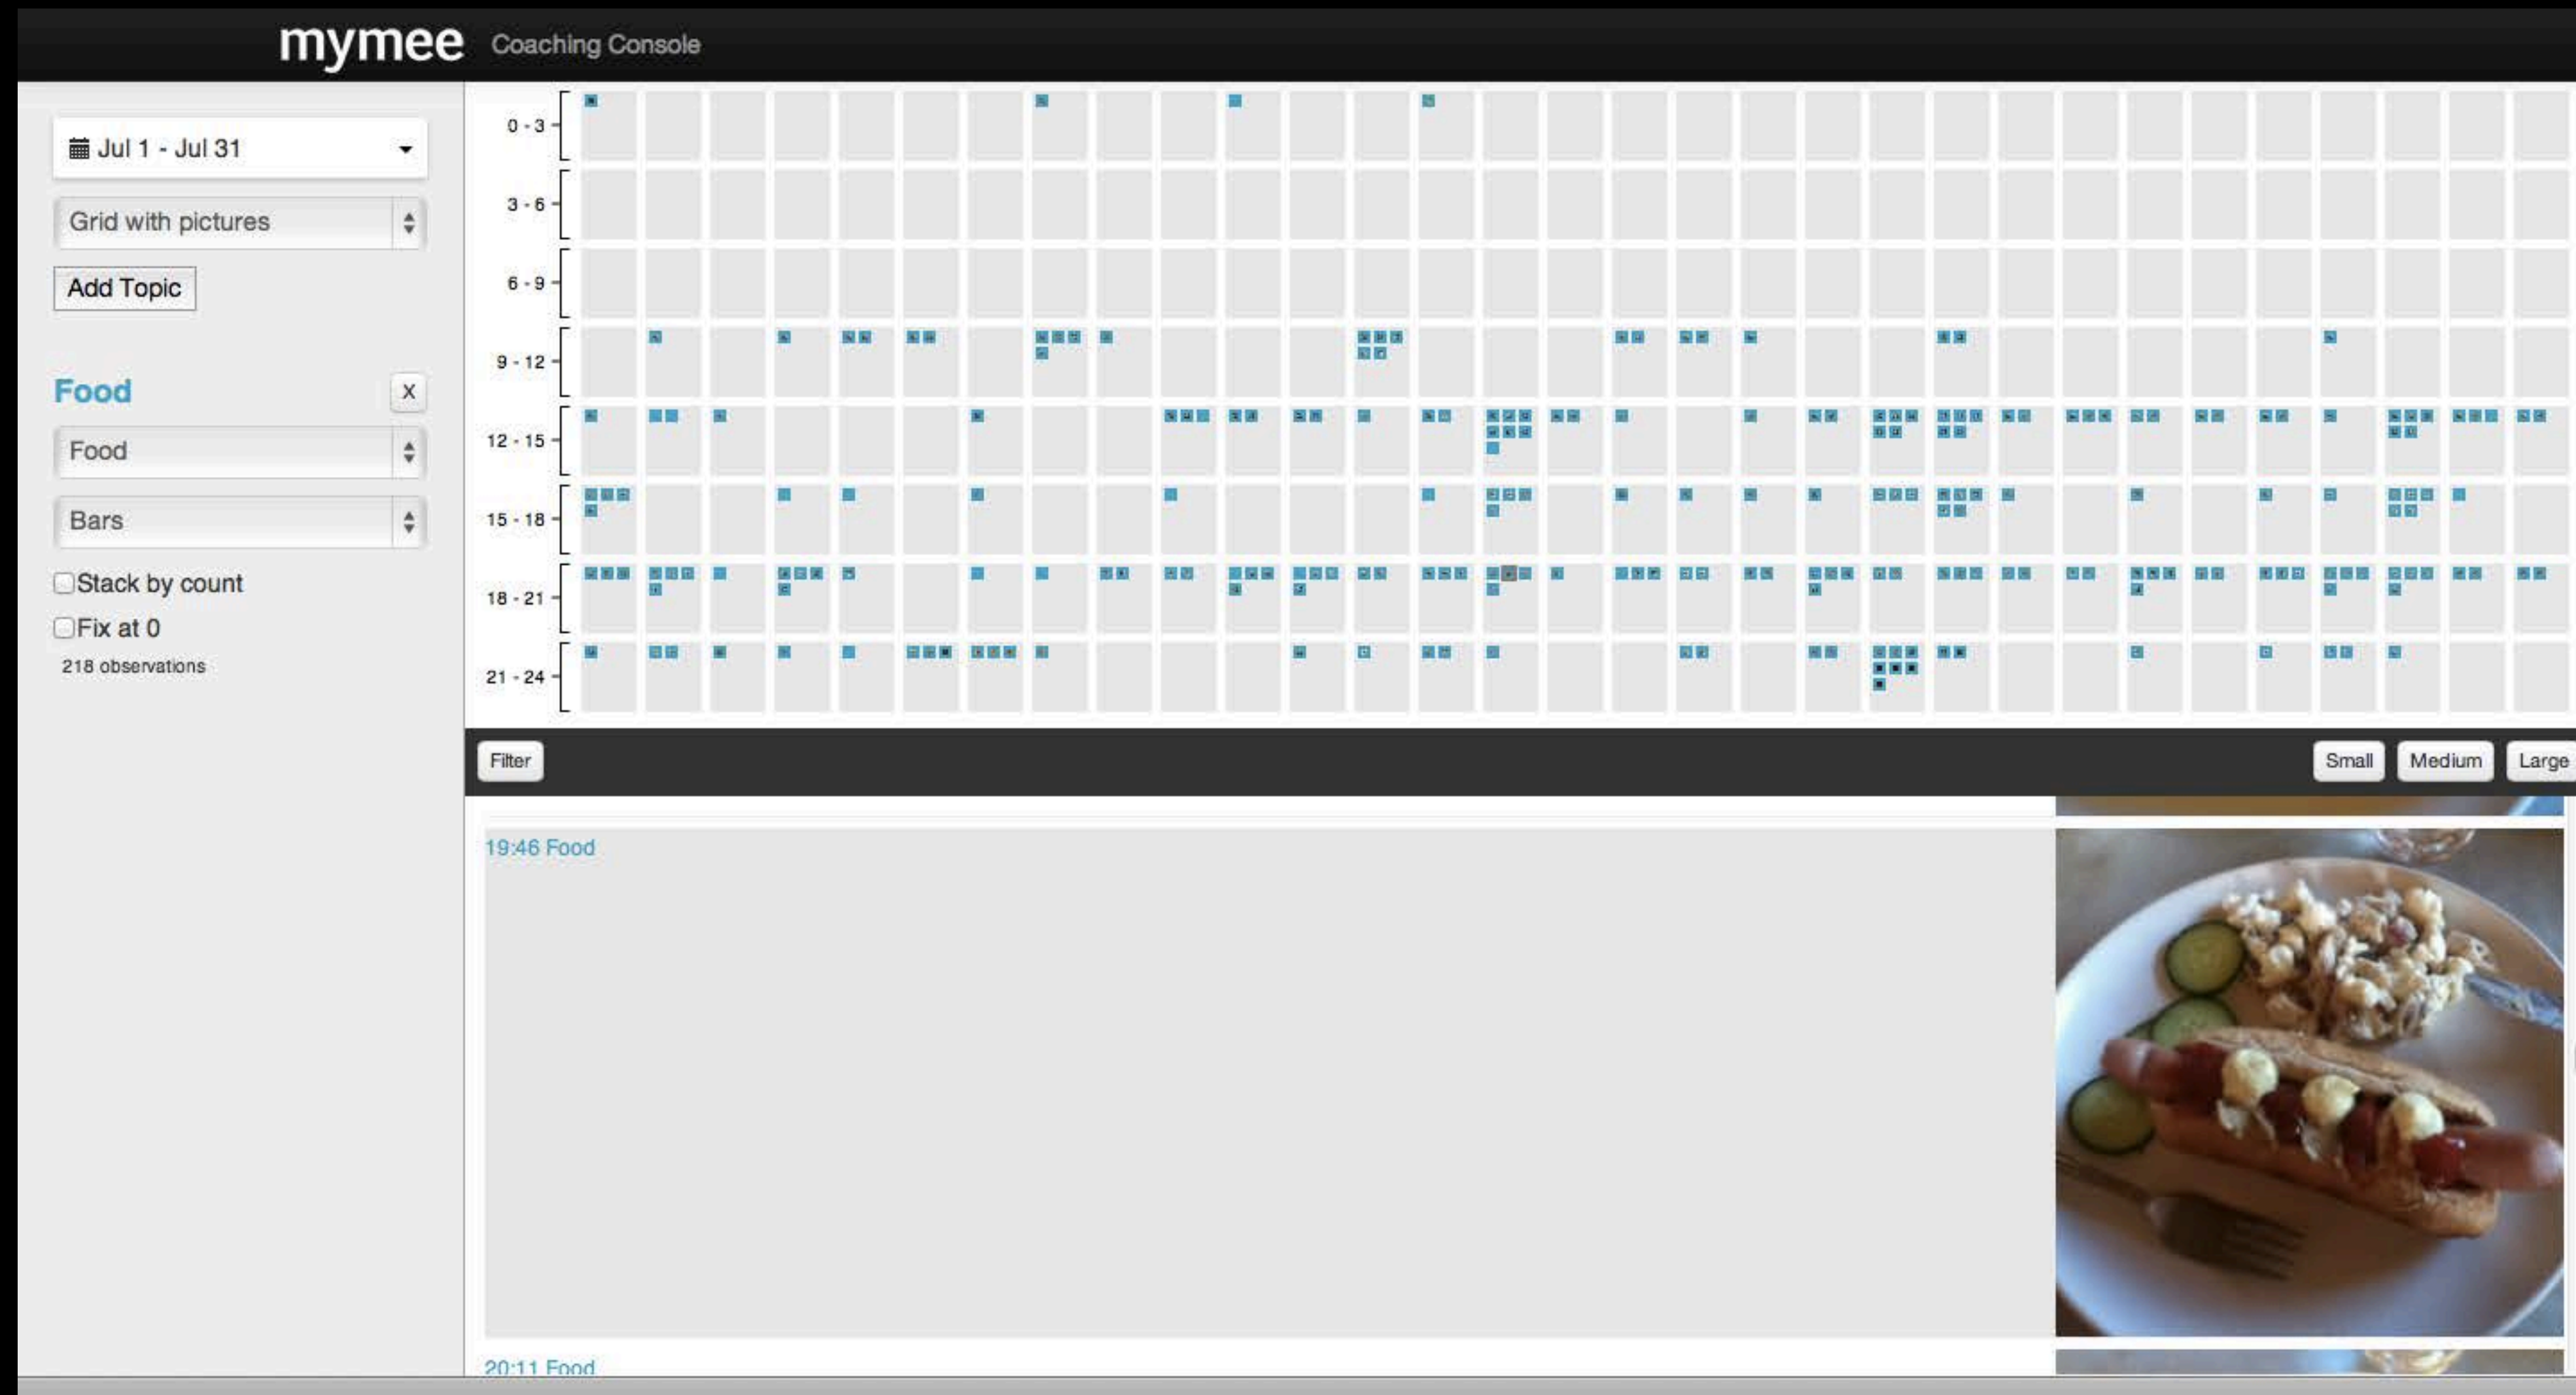 mymee Coaching Console
Jul 1 - Jul 31
Grid with pictures
Add Topic
Food X
Food
Bars
Stack by count
Fix at 0
218 observations
0 - 3
3 - 6
6 - 9
9 - 12
12 - 15
15 - 18
18 - 21
21 - 24
Filter Small Medium Large
19:46 Food
20:11 Food